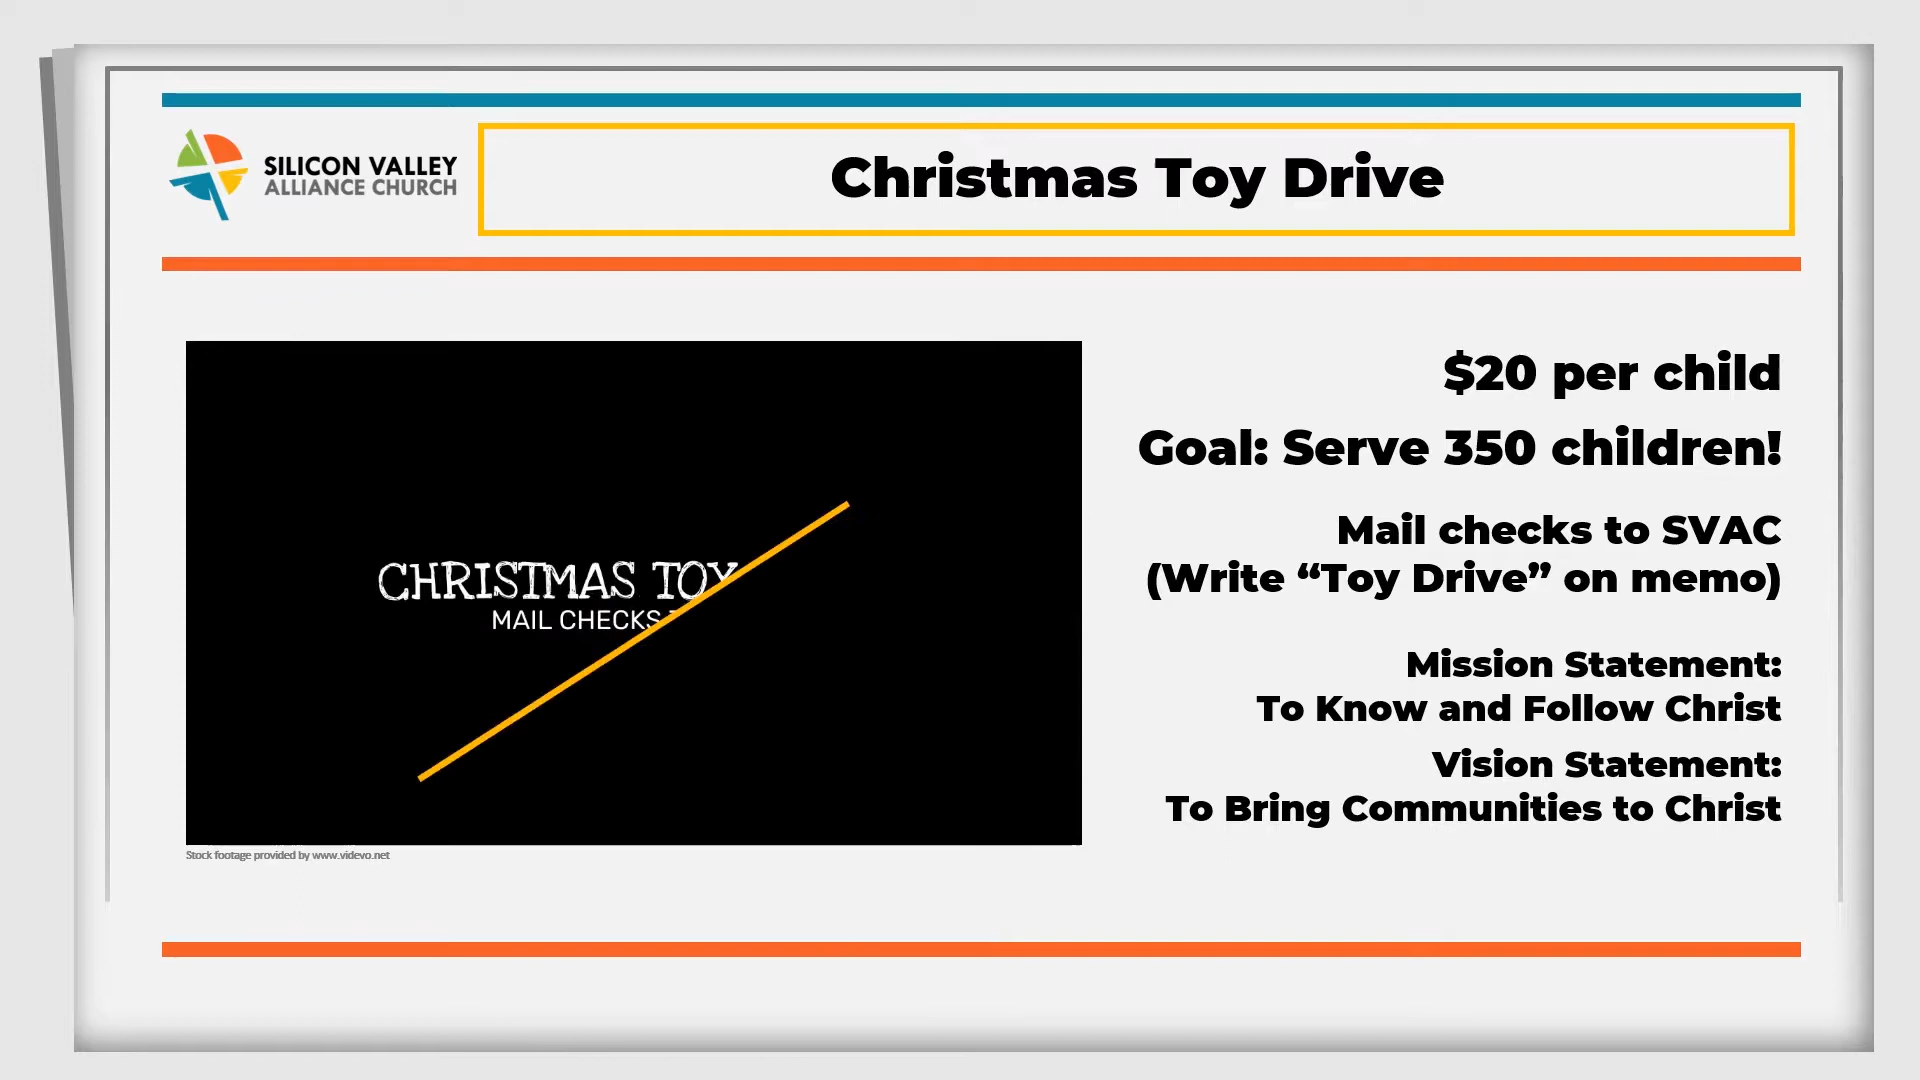 SILICON VALLEY
ALLIANCE CHURCH
Christmas Toy Drive
CHRISTMAS TOY
MAIL CHECKS
Stock footage provided by www.videvo.net
$20 per child
Goal: Serve 350 children!
Mail checks to SVAC
(Write “Toy Drive” on memo)
Mission Statement:
To Know and Follow Christ
Vision Statement:
To Bring Communities to Christ